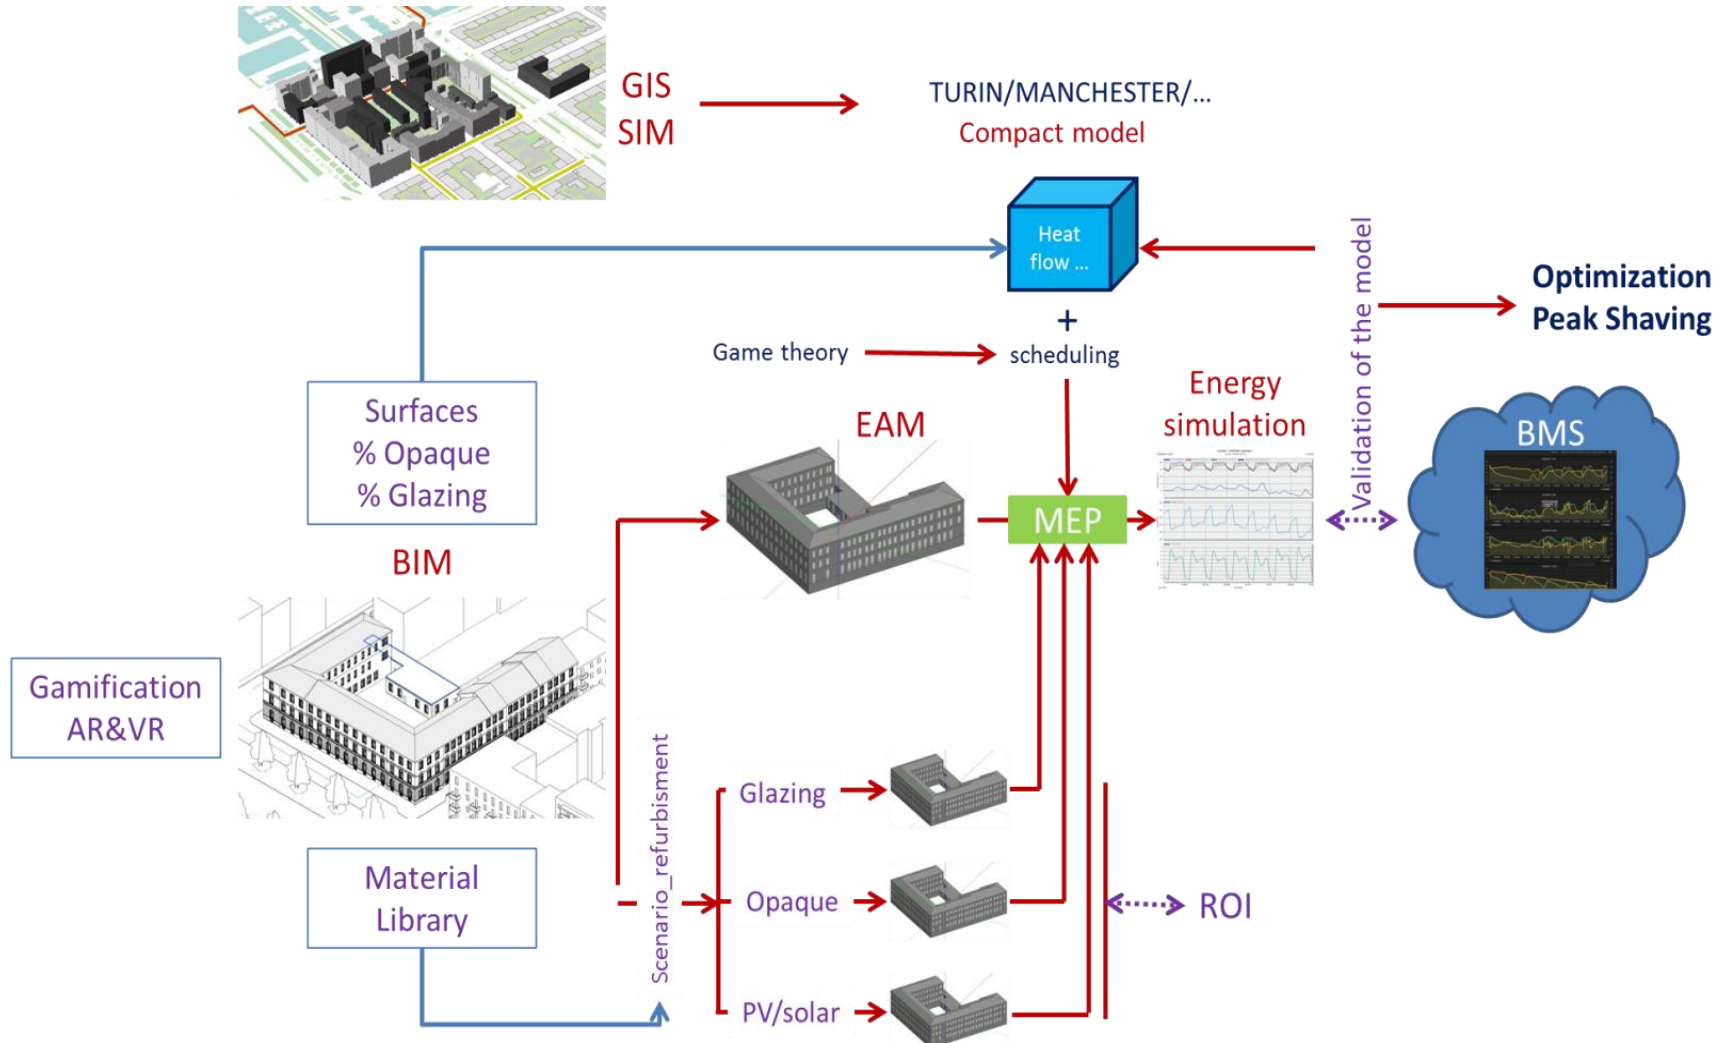 GIS
SIM
TURIN/MANCHESTER/...
Compact model
Heat
flow ...
+
Game theory
scheduling
Validation of the model
Optimization
Peak Shaving
Surfaces
% Opaque
% Glazing
EAM
Energy
simulation
BMS
MEP
BIM
Gamification
AR&VR
Scenario_refurbisment
Glazing
Opaque
PV/solar
Material
Library
ROI